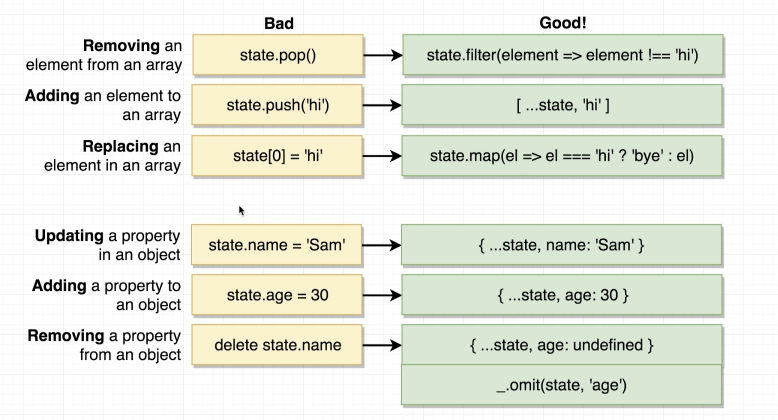 Bad
Good!
Removing an
element from an array
state.pop()
state.filter(element => element !== 'hi')
Adding an element to
an array
state.push('hi')
[ ...state, 'hi' ]
Replacing an
element in an array
state[0] = 'hi'
state.map(el => el === 'hi' ? 'bye' : el)
Updating a property
in an object
state.name = 'Sam'
{ ...state, name: 'Sam' }
Adding a property to
an object
state.age = 30
{ ...state, age: 30 }
Removing a property
from an object
delete state.name
{ ...state, age: undefined }
_.omit(state, 'age')